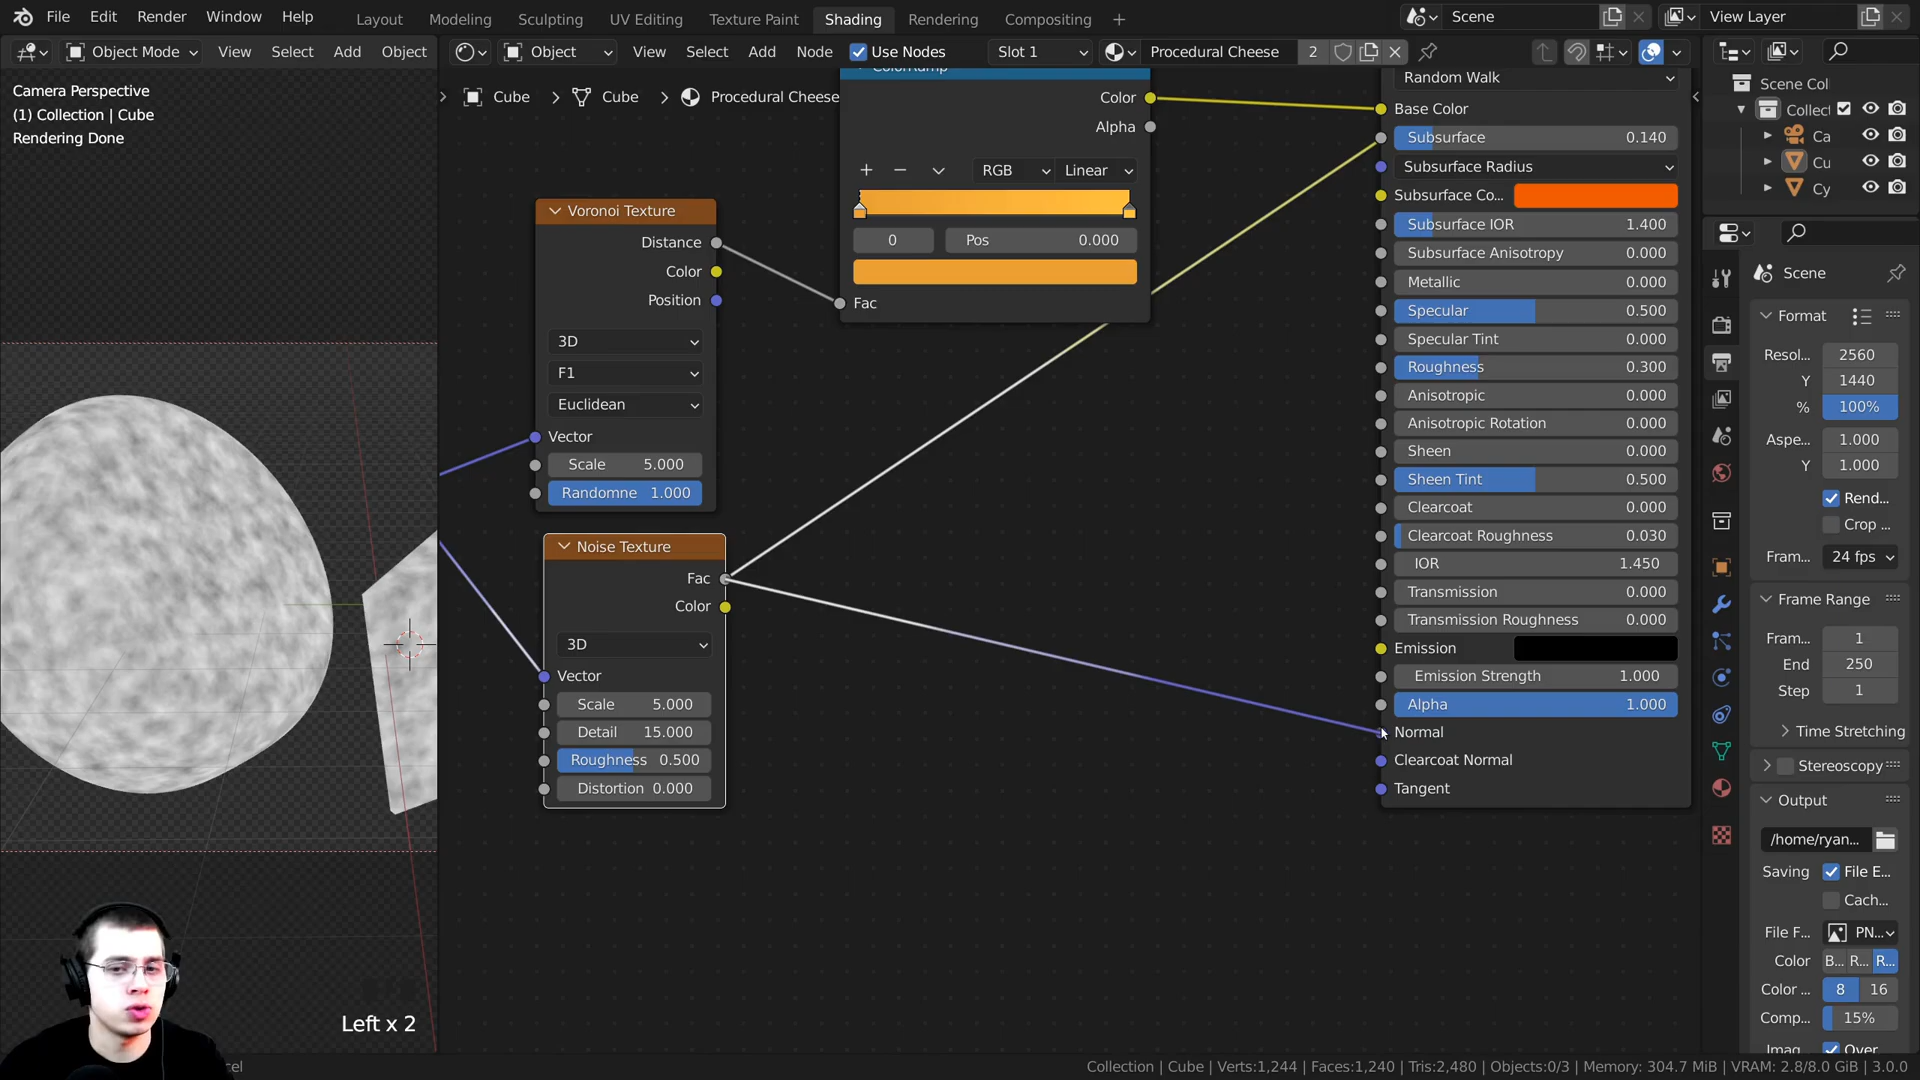 File Edit Render Window Help Layout Modeling Sculpting UV Editing Texture Paint Shading Rendering Compositing + Scene View Layer
Object Mode View Select Add Object Object View Select Add Node Use Nodes Slot 1 Procedural Cheese 2
Camera Perspective
(1) Collection | Cube
Rendering Done
Cube > Cube > Procedural Cheese
Color
Alpha
RGB Linear
0 Pos 0.000
Fac
Voronoi Texture
Distance
Color
Position
3D
F1
Euclidean
Vector
Scale 5.000
Randomne 1.000
Noise Texture
Fac
Color
3D
Vector
Scale 5.000
Detail 15.000
Roughness 0.500
Distortion 0.000
Random Walk
Base Color
Subsurface 0.140
Subsurface Radius
Subsurface Co...
Subsurface IOR 1.400
Subsurface Anisotropy 0.000
Metallic 0.000
Specular 0.500
Specular Tint 0.000
Roughness 0.300
Anisotropic 0.000
Anisotropic Rotation 0.000
Sheen 0.000
Sheen Tint 0.500
Clearcoat 0.000
Clearcoat Roughness 0.030
IOR 1.450
Transmission 0.000
Transmission Roughness 0.000
Emission
Emission Strength 1.000
Alpha 1.000
Normal
Clearcoat Normal
Tangent
Scene Col
Collect
Ca
Cu
Cy
Scene
Format
Resol... 2560
Y 1440
% 100%
Aspe... 1.000
Y 1.000
Rend...
Crop ...
Fram... 24 fps
Frame Range
Fram... 1
End 250
Step 1
Time Stretching
Stereoscopy
Output
/home/ryan...
Saving File E...
Cach...
File F... PN...
Color B... R... R...
Color ... 8 16
Comp... 15%
Imag Over
Left x 2
Collection | Cube | Verts:1,244 | Faces:1,240 | Tris:2,480 | Objects:0/3 | Memory: 304.7 MiB | VRAM: 2.8/8.0 GiB | 3.0.0